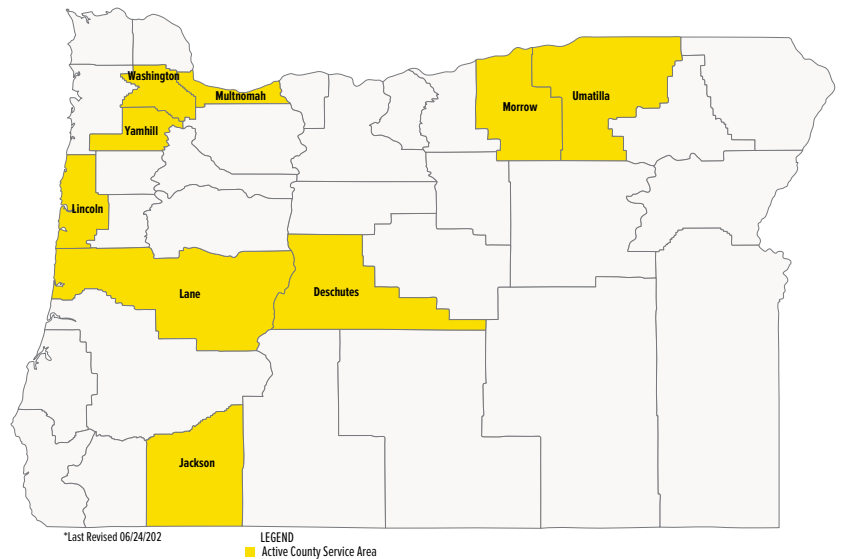 Washington
Multnomah
Yamhill
Morrow
Umatilla
Lincoln
Lane
Deschutes
Jackson
*Last Revised 06/24/202
LEGEND
Active County Service Area